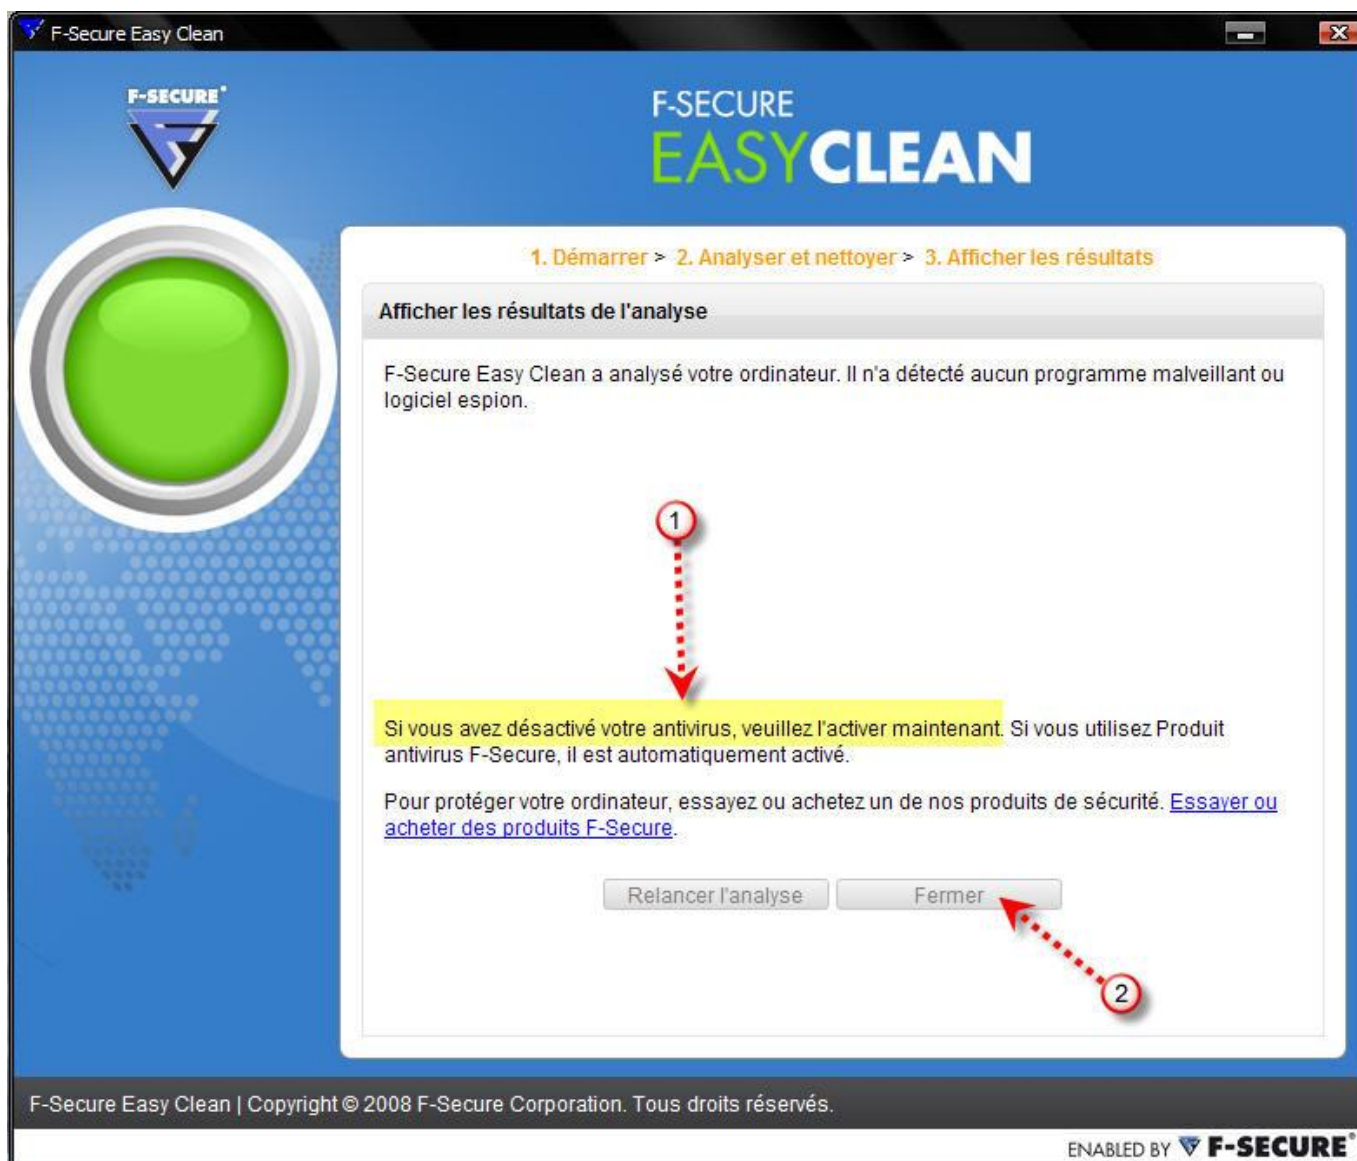 F-Secure Easy Clean
F-SECURE®
F-SECURE
EASYCLEAN
1. Démarrer > 2. Analyser et nettoyer > 3. Afficher les résultats
Afficher les résultats de l'analyse
F-Secure Easy Clean a analysé votre ordinateur. Il n'a détecté aucun programme malveillant ou
logiciel espion.
1
Si vous avez désactivé votre antivirus, veuillez l'activer maintenant. Si vous utilisez Produit
antivirus F-Secure, il est automatiquement activé.
Pour protéger votre ordinateur, essayez ou achetez un de nos produits de sécurité. Essayer ou
acheter des produits F-Secure.
Relancer l'analyse Fermer
2
F-Secure Easy Clean | Copyright © 2008 F-Secure Corporation. Tous droits réservés.
ENABLED BY F-SECURE®